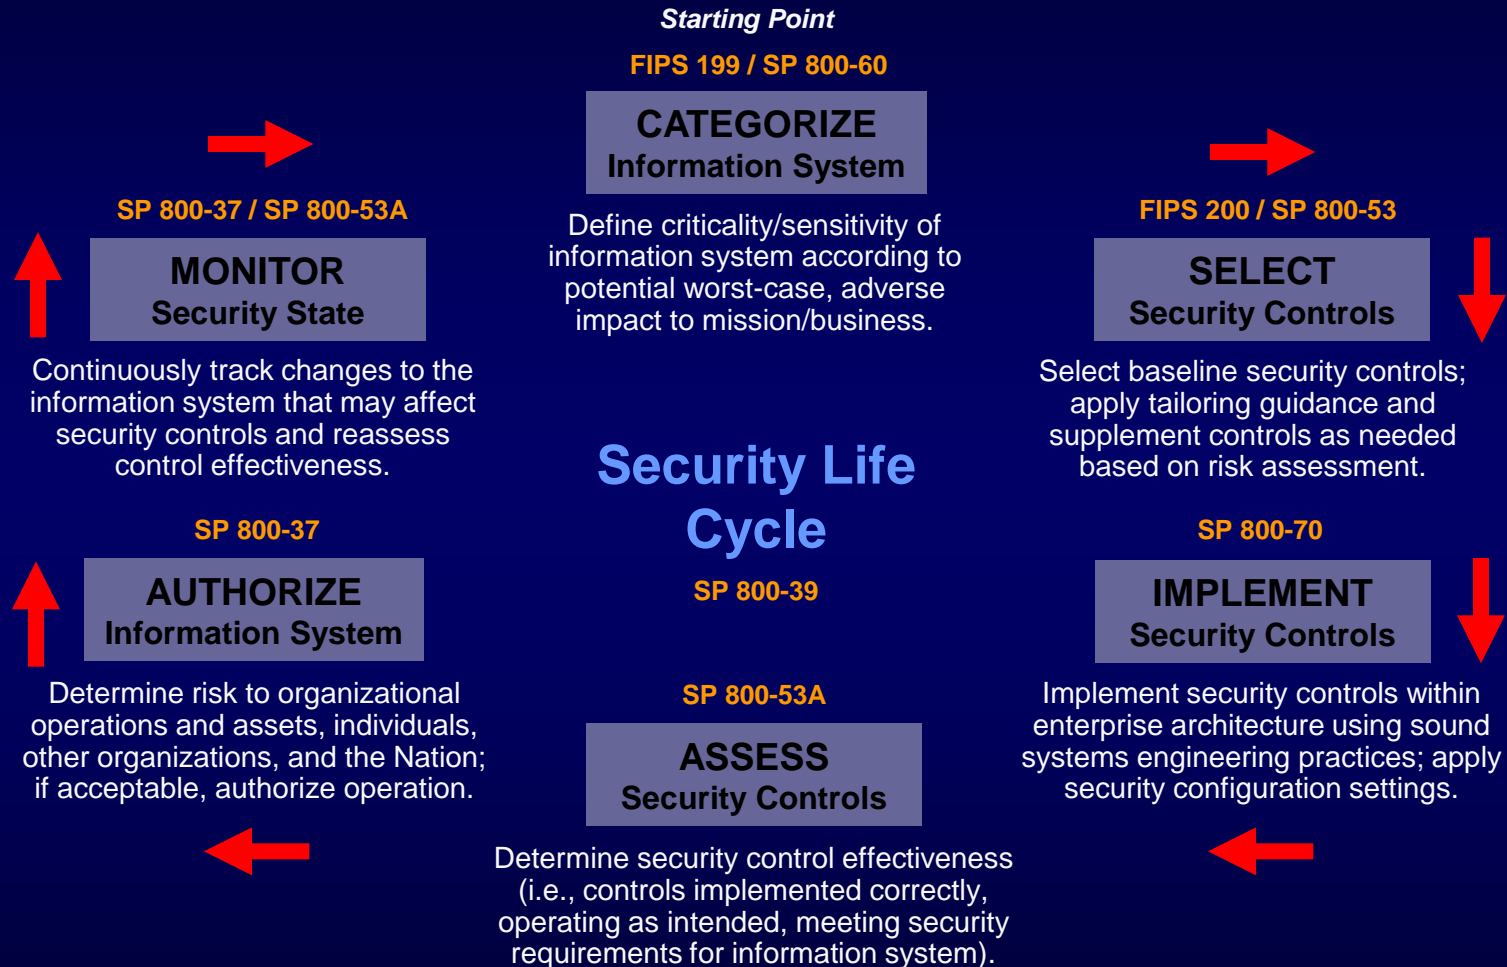 Starting Point
FIPS 199 / SP 800-60
CATEGORIZE
Information System
Define criticality/sensitivity of
information system according to
potential worst-case, adverse
impact to mission/business.
FIPS 200 / SP 800-53
SELECT
Security Controls
Select baseline security controls;
apply tailoring guidance and
supplement controls as needed
based on risk assessment.
SP 800-70
IMPLEMENT
Security Controls
Implement security controls within
enterprise architecture using sound
systems engineering practices; apply
security configuration settings.
SP 800-53A
ASSESS
Security Controls
Determine security control effectiveness
(i.e., controls implemented correctly,
operating as intended, meeting security
requirements for information system).
SP 800-37
AUTHORIZE
Information System
Determine risk to organizational
operations and assets, individuals,
other organizations, and the Nation;
if acceptable, authorize operation.
SP 800-37 / SP 800-53A
MONITOR
Security State
Continuously track changes to the
information system that may affect
security controls and reassess
control effectiveness.
Security Life
Cycle
SP 800-39